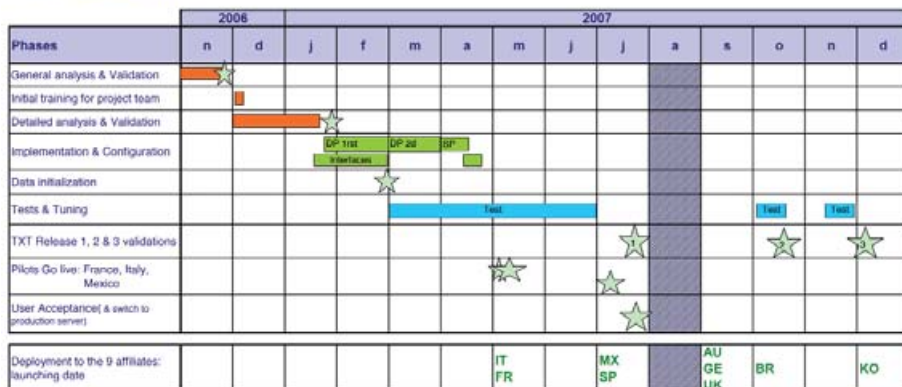 2006 2007
Phases n d j f m a m j j a s o n d
General analysis & Validation
Initial training for project team
Detailed analysis & Validation
DP 1rst DP 2d SP
Implementation & Configuration
Interfaces
Data initialization
Tests & Tuning Test Test Test
TXT Release 1, 2 & 3 validations 1 2 3
Pilots Go live: France, Italy,
Mexico
User Acceptance( & switch to
production server)
Deployment to the 9 affiliates:
launching date
IT
FR
MX
SP
AU
GE
UK
BR
KO